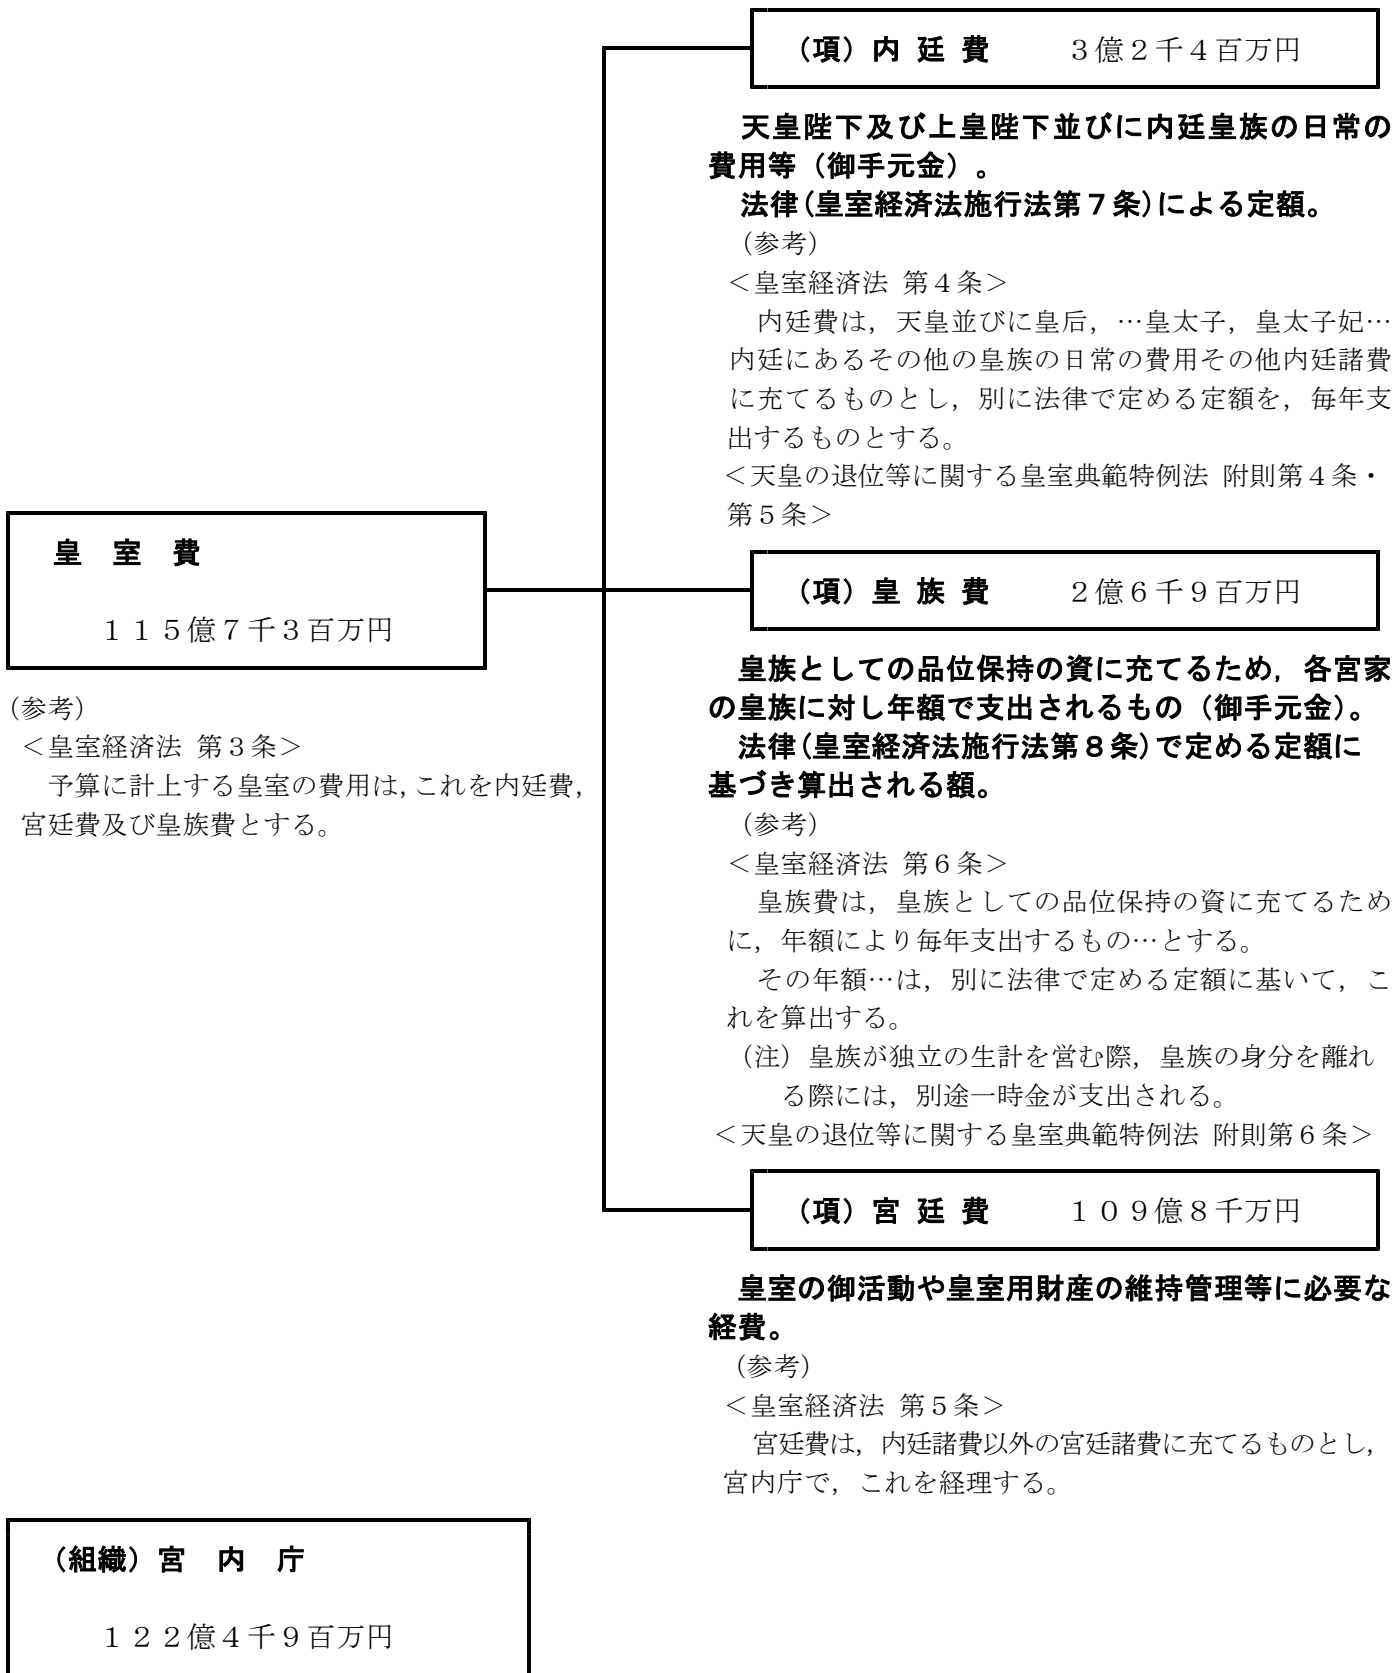 （項）内 廷 費　　３億２千４百万円
天皇陛下及び上皇陛下並びに内廷皇族の日常の
費用等（御手元金）。
法律(皇室経済法施行法第７条)による定額。
（参考）
＜皇室経済法 第４条＞
内廷費は，天皇並びに皇后，…皇太子，皇太子妃…
内廷にあるその他の皇族の日常の費用その他内廷諸費
に充てるものとし，別に法律で定める定額を，毎年支
出するものとする。
＜天皇の退位等に関する皇室典範特例法 附則第４条・
第５条＞
皇　室　費
１１５億７千３百万円
（参考）
＜皇室経済法 第３条＞
予算に計上する皇室の費用は，これを内廷費，
宮廷費及び皇族費とする。
（項）皇 族 費　　２億６千９百万円
皇族としての品位保持の資に充てるため，各宮家
の皇族に対し年額で支出されるもの（御手元金）。
法律(皇室経済法施行法第８条)で定める定額に
基づき算出される額。
（参考）
＜皇室経済法 第６条＞
皇族費は，皇族としての品位保持の資に充てるため
に，年額により毎年支出するもの…とする。
その年額…は，別に法律で定める定額に基いて，こ
れを算出する。
（注）皇族が独立の生計を営む際，皇族の身分を離れ
る際には，別途一時金が支出される。
＜天皇の退位等に関する皇室典範特例法 附則第６条＞
（項）宮 廷 費　　１０９億８千万円
皇室の御活動や皇室用財産の維持管理等に必要な
経費。
（参考）
＜皇室経済法 第５条＞
宮廷費は，内廷諸費以外の宮廷諸費に充てるものとし，
宮内庁で，これを経理する。
（組織）宮　内　庁
１２２億４千９百万円